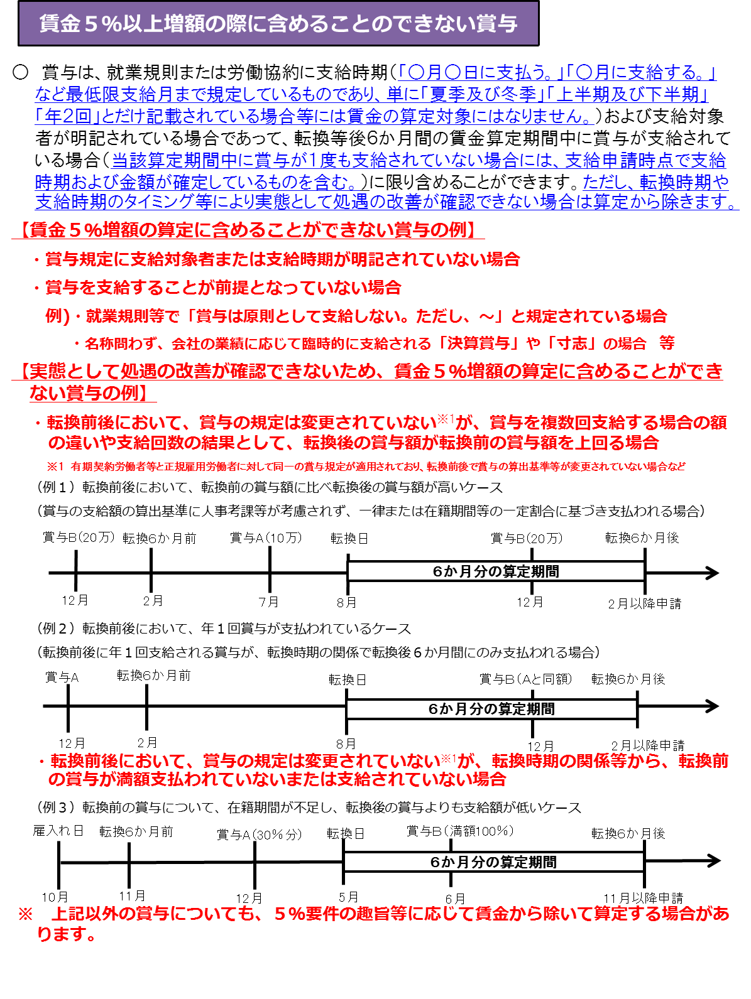 賃金５％以上増額の際に含めることのできない賞与
○　賞与は、就業規則または労働協約に支給時期（「○月○日に支払う。」「○月に支給する。」
など最低限支給月まで規定しているものであり、単に「夏季及び冬季」「上半期及び下半期」
「年2回」とだけ記載されている場合等には賃金の算定対象にはなりません。）および支給対象
者が明記されている場合であって、転換等後6か月間の賃金算定期間中に賞与が支給されて
いる場合（当該算定期間中に賞与が１度も支給されていない場合には、支給申請時点で支給
時期および金額が確定しているものを含む。）に限り含めることができます。ただし、転換時期や
支給時期のタイミング等により実態として処遇の改善が確認できない場合は算定から除きます。
【賃金５％増額の算定に含めることができない賞与の例】
・賞与規定に支給対象者または支給時期が明記されていない場合
・賞与を支給することが前提となっていない場合
例)・就業規則等で「賞与は原則として支給しない。ただし、～」と規定されている場合
・名称問わず、会社の業績に応じて臨時的に支給される「決算賞与」や「寸志」の場合　等
【実態として処遇の改善が確認できないため、賃金５％増額の算定に含めることができ
ない賞与の例】
・転換前後において、賞与の規定は変更されていない※1が、賞与を複数回支給する場合の額
の違いや支給回数の結果として、転換後の賞与額が転換前の賞与額を上回る場合
※1　有期契約労働者等と正規雇用労働者に対して同一の賞与規定が適用されており、転換前後で賞与の算出基準等が変更されていない場合など
（例１）転換前後において、転換前の賞与額に比べ転換後の賞与額が高いケース
（賞与の支給額の算出基準に人事考課等が考慮されず、一律または在籍期間等の一定割合に基づき支払われる場合）
賞与B（20万） 転換6か月前 賞与A（10万） 転換日 賞与B（20万） 転換6か月後
６か月分の算定期間
12月 2月 7月 8月 12月 2月以降申請
（例２）転換前後において、年１回賞与が支払われているケース
（転換前後に年１回支給される賞与が、転換時期の関係で転換後６か月間にのみ支払われる場合）
賞与A 転換6か月前 転換日 賞与B（Aと同額） 転換6か月後
６か月分の算定期間
12月 2月 8月 12月 2月以降申請
・転換前後において、賞与の規定は変更されていない※1が、転換時期の関係等から、転換前
の賞与が満額支払われていないまたは支給されていない場合
（例３）転換前の賞与について、在籍期間が不足し、転換後の賞与よりも支給額が低いケース
雇入れ日 転換6か月前 賞与A（30％分） 転換日 賞与B（満額100％） 転換6か月後
６か月分の算定期間
10月 11月 12月 5月 6月 11月以降申請
※　上記以外の賞与についても、５％要件の趣旨等に応じて賃金から除いて算定する場合があ
ります。